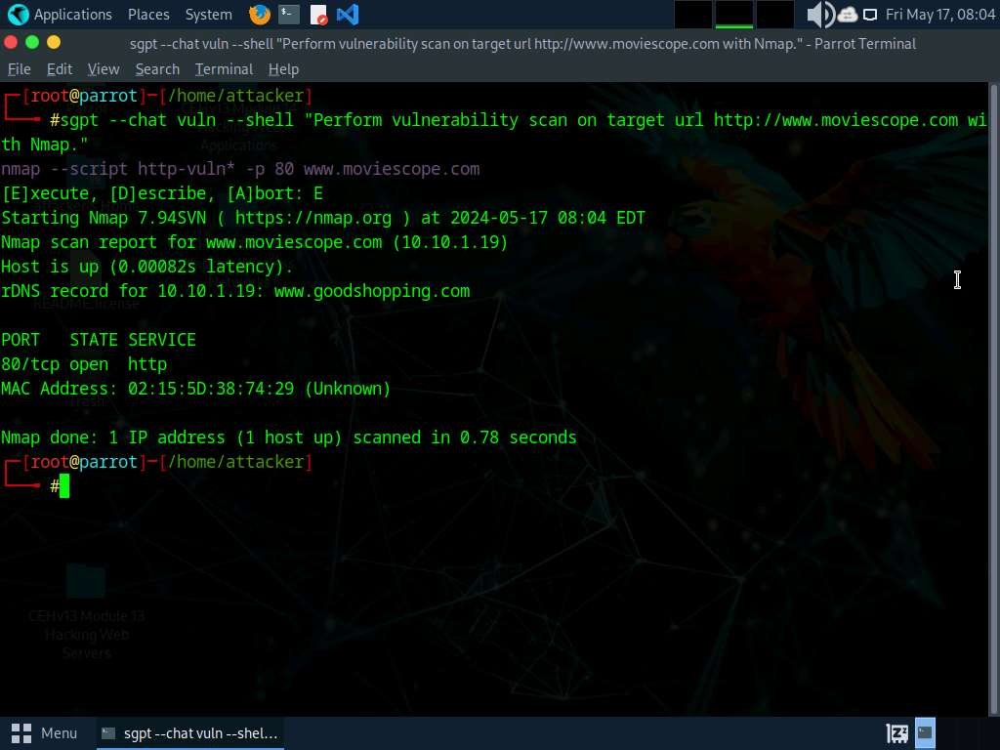 Applications Places System Fri May 17, 08:04
sgpt --chat vuln --shell "Perform vulnerability scan on target url http://www.moviescope.com with Nmap." - Parrot Terminal
File Edit View Search Terminal Help
┌─[root@parrot]─[/home/attacker]
└──╼ #sgpt --chat vuln --shell "Perform vulnerability scan on target url http://www.moviescope.com wi
th Nmap."
nmap --script http-vuln* -p 80 www.moviescope.com
[E]xecute, [D]escribe, [A]bort: E
Starting Nmap 7.94SVN ( https://nmap.org ) at 2024-05-17 08:04 EDT
Nmap scan report for www.moviescope.com (10.10.1.19)
Host is up (0.00082s latency).
rDNS record for 10.10.1.19: www.goodshopping.com
README.license
PORT   STATE SERVICE
80/tcp open  http
MAC Address: 02:15:5D:38:74:29 (Unknown)
Trash
Nmap done: 1 IP address (1 host up) scanned in 0.78 seconds
┌─[root@parrot]─[/home/attacker]
└──╼ #
CEHv13 Module 13
Hacking Web
Servers
Menu sgpt --chat vuln --shel...